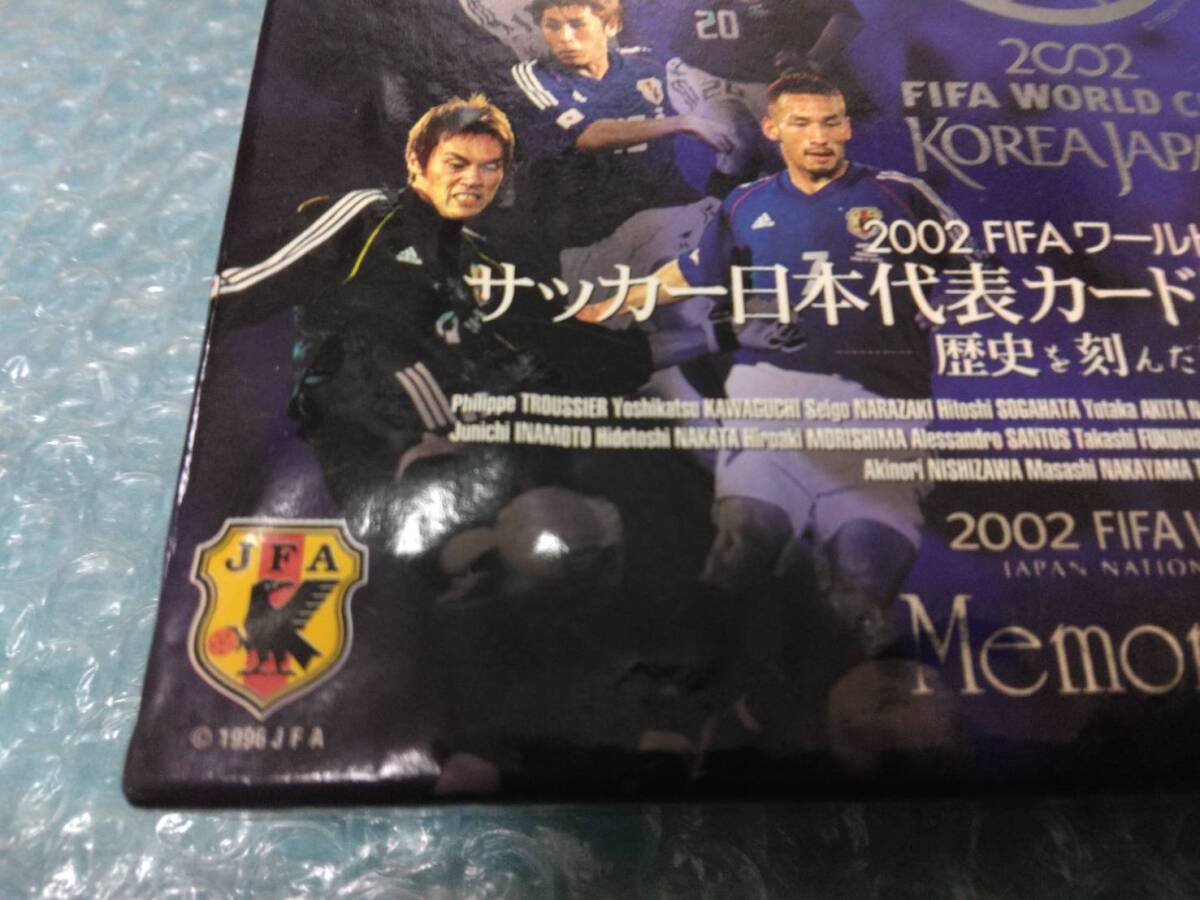 20
2002
FIFA WORLD C
KOREA JAPA
7
2002 FIFAワール
サッカー日本代表カード
歴史を刻んだ
Philippe TROUSSIER Yoshikatsu KAWAGUCHI Seigo NARAZAKI Hitoshi SOGAHATA Yutaka AKITA
Junichi INAMOTO Hidetoshi NAKATA Hiroaki MORISHIMA Alessandro SANTOS Takashi FUKUN
Akinori NISHIZAWA Masashi NAKAYAMA
2002 FIFA
JAPAN NATION
Memor
JFA
© 1996 JFA